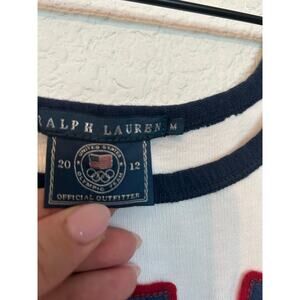 RALPH LAUREN M
UNITED STATES
20 12
OLYMPIC TEAM
OFFICIAL OUTFITTER